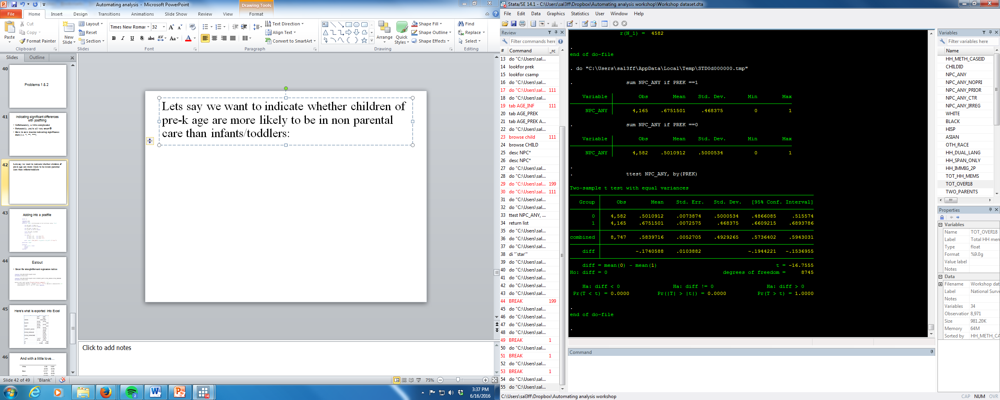 Automating analysis - Microsoft PowerPoint
Drawing Tools
File Home Insert Design Transitions Animations Slide Show Review View Format
Paste
Cut
Copy
Format Painter
Clipboard
New Slide
Layout
Reset
Section
Slides
Times New Roman 32
Font
Text Direction
Align Text
Convert to SmartArt
Paragraph
Arrange
Quick Styles
Shape Fill
Shape Outline
Shape Effects
Drawing
Find
Replace
Select
Editing
Slides Outline
40
Problems 1 & 2
41
Indicating significant differences
with postfiling
Unfortunately, a little complicated
Fortunately, you're all very smart
Have to save macros indicating significance
stars (i.e. *, **, ***)
42
Lets say we want to indicate whether children of
pre-k age are more likely to be in non parental
care than infants/toddlers:
43
Adding into a postfile
44
Estout
Great for straightforward regression tables
45
Here's what is exported into Excel
46
And with a little love...
Lets say we want to indicate whether children of
pre-k age are more likely to be in non parental
care than infants/toddlers:
Click to add notes
Slide 42 of 49 "Blank" 75%
3:37 PM
6/16/2016
Stata/SE 14.1 - C:\Users\sal3ff\Dropbox\Automating analysis workshop\Workshop dataset.dta
File Edit Data Graphics Statistics User Window Help
Review
Filter commands here
# Command _rc
13 do "C:\Users\sal...
14 lookfor prek
15 lookfor csamp
16 do "C:\Users\sal...
17 do "C:\Users\sal... 111
18 do "C:\Users\sal...
19 tab AGE_INF 111
20 tab AGE_PREK
21 tab AGE_PREK A...
22 do "C:\Users\sal...
23 browse child 111
24 browse CHILD
25 desc NPC*
26 desc NPC*
27 do "C:\Users\sal...
28 do "C:\Users\sal...
29 do "C:\Users\sal... 199
30 do "C:\Users\sal... 111
31 do "C:\Users\sal...
32 do "C:\Users\sal...
33 ttest NPC_ANY, ...
34 return list
35 do "C:\Users\sal...
36 do "C:\Users\sal...
37 do "C:\Users\sal...
38 di "`star'"
39 do "C:\Users\sal...
40 do "C:\Users\sal...
41 do "C:\Users\sal...
42 do "C:\Users\sal...
43 do "C:\Users\sal...
44 BREAK 199
45 do "C:\Users\sal...
46 do "C:\Users\sal...
47 do "C:\Users\sal...
48 do "C:\Users\sal...
49 BREAK 1
50 do "C:\Users\sal...
51 BREAK 1
52 do "C:\Users\sal...
53 BREAK 1
54 do "C:\Users\sal...
55 do "C:\Users\sal...
r(N_1) = 4582
.
end of do-file
. do "C:\Users\sal3ff\AppData\Local\Temp\STD0d000000.tmp"
. sum NPC_ANY if PREK ==1
Variable Obs Mean Std. Dev. Min Max
NPC_ANY 4,165 .6751501 .468375 0 1
. sum NPC_ANY if PREK ==0
Variable Obs Mean Std. Dev. Min Max
NPC_ANY 4,582 .5010912 .5000534 0 1
.
. ttest NPC_ANY, by(PREK)
Two-sample t test with equal variances
Group Obs Mean Std. Err. Std. Dev. [95% Conf. Interval]
0 4,582 .5010912 .0073874 .5000534 .4866085 .515574
1 4,165 .6751501 .0072575 .468375 .6609215 .6893786
combined 8,747 .5839716 .0052705 .4929265 .5736402 .5943031
diff -.1740588 .0103882 -.1944221 -.1536955
diff = mean(0) - mean(1) t = -16.7555
Ho: diff = 0 degrees of freedom = 8745
Ha: diff < 0 Ha: diff != 0 Ha: diff > 0
Pr(T < t) = 0.0000 Pr(|T| > |t|) = 0.0000 Pr(T > t) = 1.0000
.
end of do-file
.
Command
C:\Users\sal3ff\Dropbox\Automating analysis workshop
Variables
Filter variables here
Name
HH_METH_CASEID
CHILDID
NPC_ANY
NPC_ANY_NOPRI
NPC_ANY_PRIOR
NPC_ANY_CTR
NPC_ANY_IRREG
WHITE
BLACK
HISP
ASIAN
OTH_RACE
HH_DUAL_LANG
HH_SPAN_ONLY
HH_IMMIG_2P
TOT_HH_MEMS
TOT_OVER18
TWO_PARENTS
Properties
Variables
Name TOT_OVER18
Label Total HH mem
Type float
Format %9.0g
Value label
Notes
Data
Filename Workshop dat
Label National Surve
Notes
Variables 34
Observation 8,971
Size 981.20K
Memory 64M
Sorted by HH_METH_CA
CAP NUM OVR